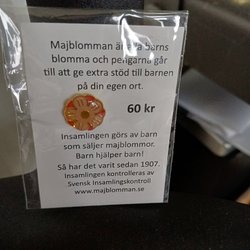 Majblomman är alla barns
blomma och pengarna går
till att ge extra stöd till barnen
på din egen ort.
60 kr
Insamlingen görs av barn
som säljer majblommor.
Barn hjälper barn!
Så har det varit sedan 1907.
Insamlingen kontrolleras av
Svensk Insamlingskontroll
www.majblomman.se